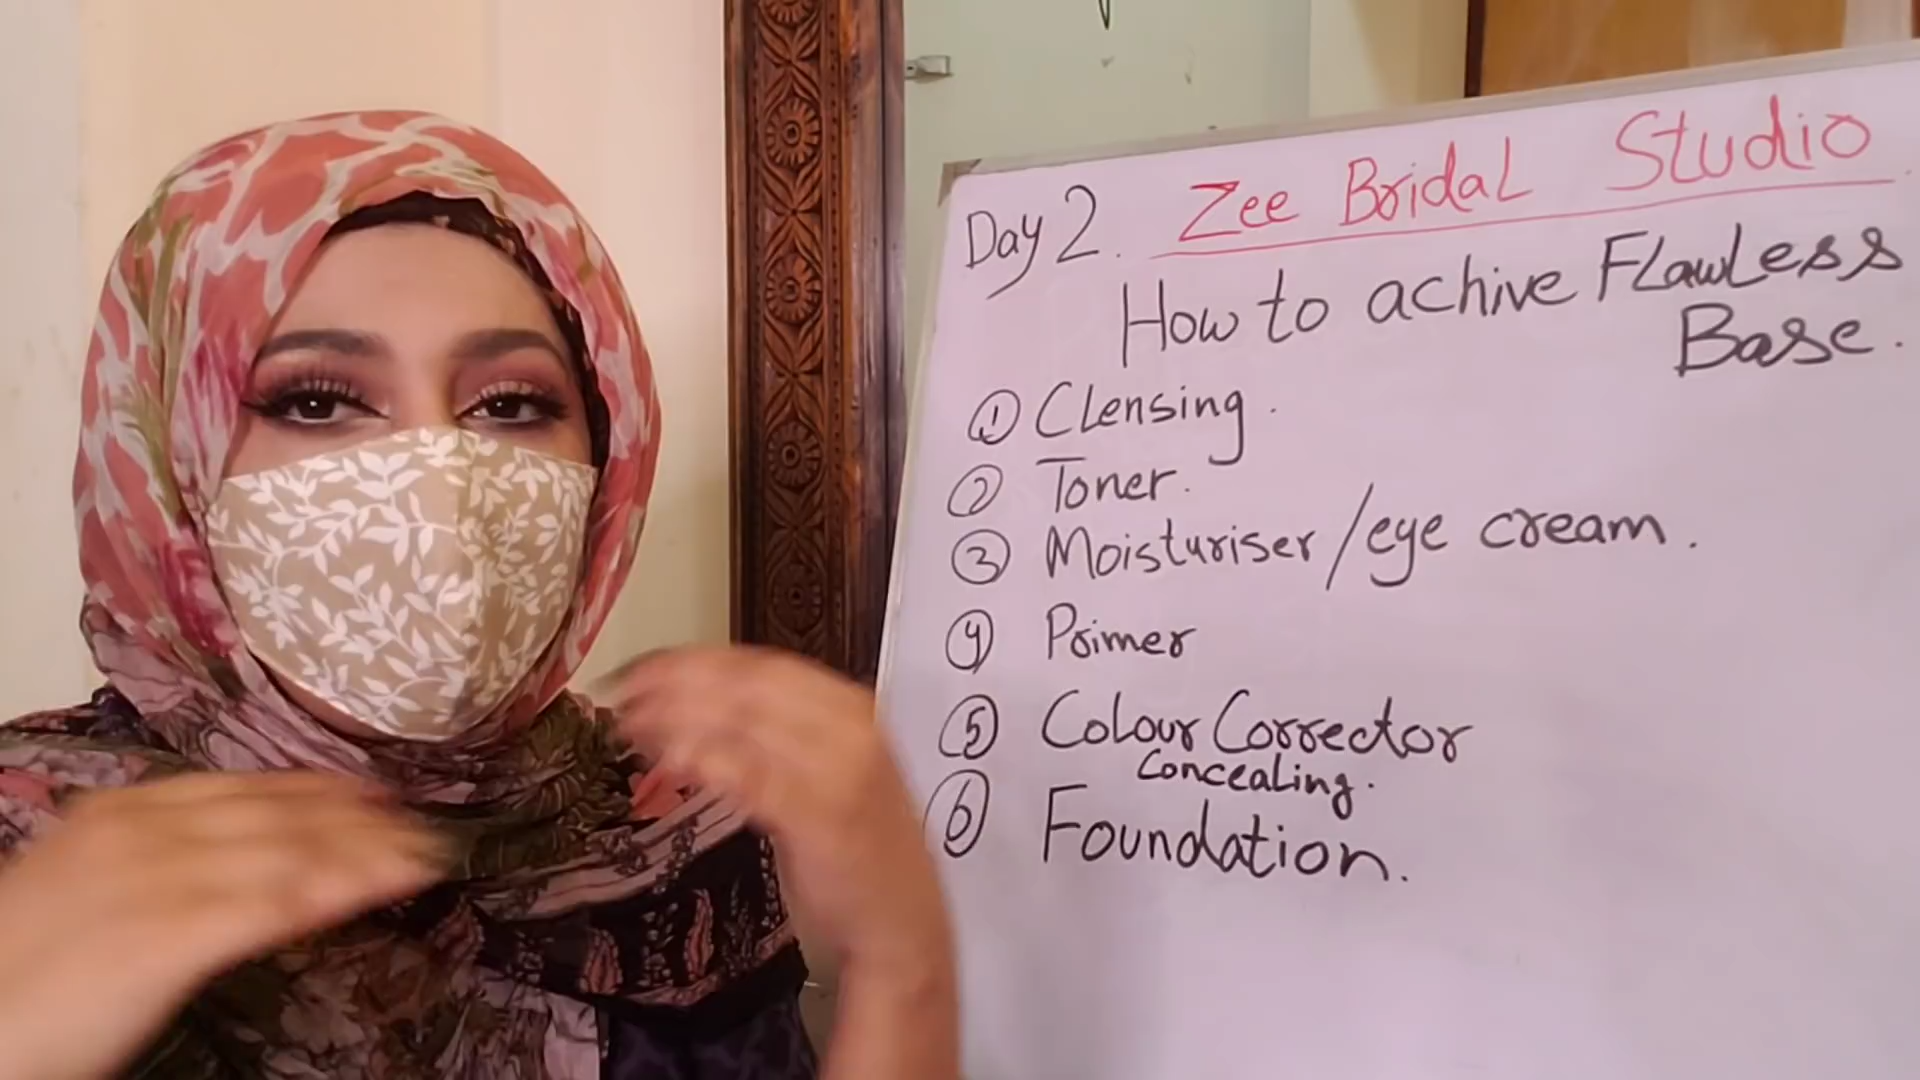 Day 2. Zee Bridal Studio
How to achive Flawless
Base.
① Clensing.
② Toner.
③ Moisturiser/eye cream.
④ Primer
⑤ Colour Corrector
Concealing.
⑥ Foundation.